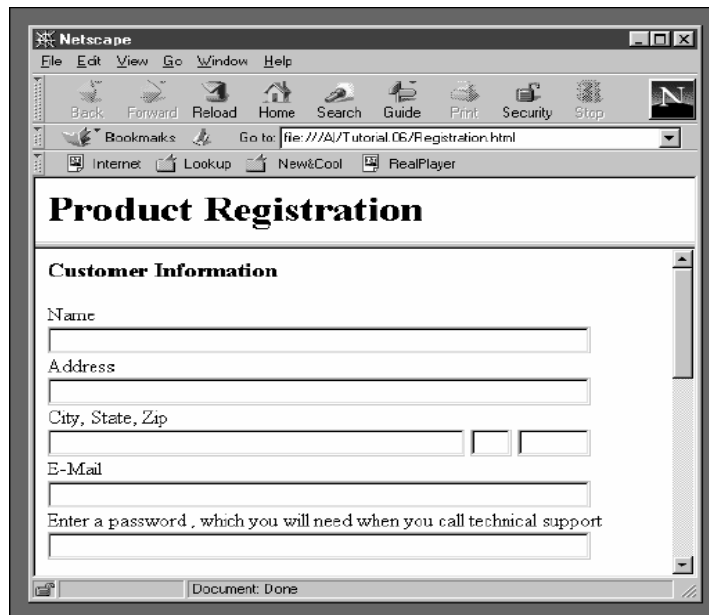 Netscape
File Edit View Go Window Help
Back Forward Reload Home Search Guide Print Security Stop
N
Bookmarks Go to: file:///A|/Tutorial.06/Registration.html
Internet Lookup New&Cool RealPlayer
Product Registration
Customer Information
Name
Address
City, State, Zip
E-Mail
Enter a password , which you will need when you call technical support
Document: Done